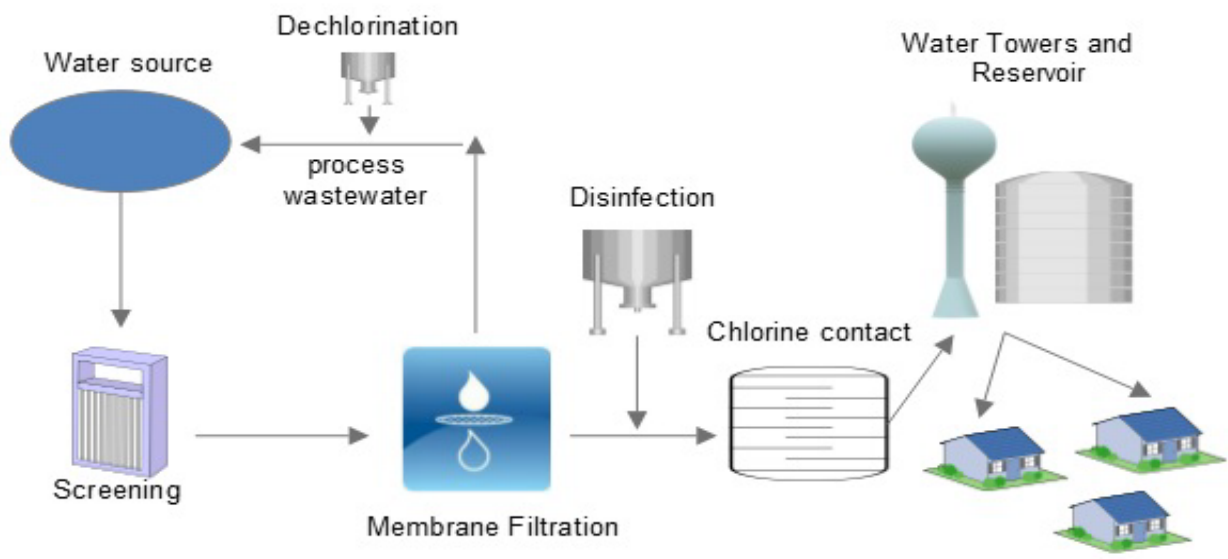 Dechlorination
Water source
process
wastewater
Water Towers and
Reservoir
Disinfection
Chlorine contact
Screening
Membrane Filtration